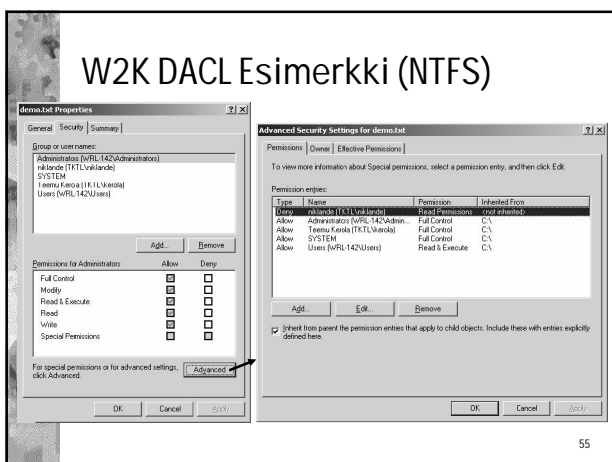 W2K DACL Esimerkki (NTFS)
demo.txt Properties
General Security Summary
Group or user names:
Administrators (WRL-142\Administrators)
niklande (TKTL\niklande)
SYSTEM
Teemu Kerola (TKTL\kerola)
Users (WRL-142\Users)
Add... Remove
Permissions for Administrators Allow Deny
Full Control
Modify
Read & Execute
Read
Write
Special Permissions
For special permissions or for advanced settings,
click Advanced.
Advanced
OK Cancel Apply
Advanced Security Settings for demo.txt
Permissions Owner Effective Permissions
To view more information about Special permissions, select a permission entry, and then click Edit.
Permission entries:
Type Name Permission Inherited From
Deny niklande (TKTL\niklande) Read Permissions <not inherited>
Allow Administrators (WRL-142\Admin... Full Control C:\
Allow Teemu Kerola (TKTL\kerola) Full Control C:\
Allow SYSTEM Full Control C:\
Allow Users (WRL-142\Users) Read & Execute C:\
Add... Edit... Remove
Inherit from parent the permission entries that apply to child objects. Include these with entries explicitly
defined here.
OK Cancel Apply
55